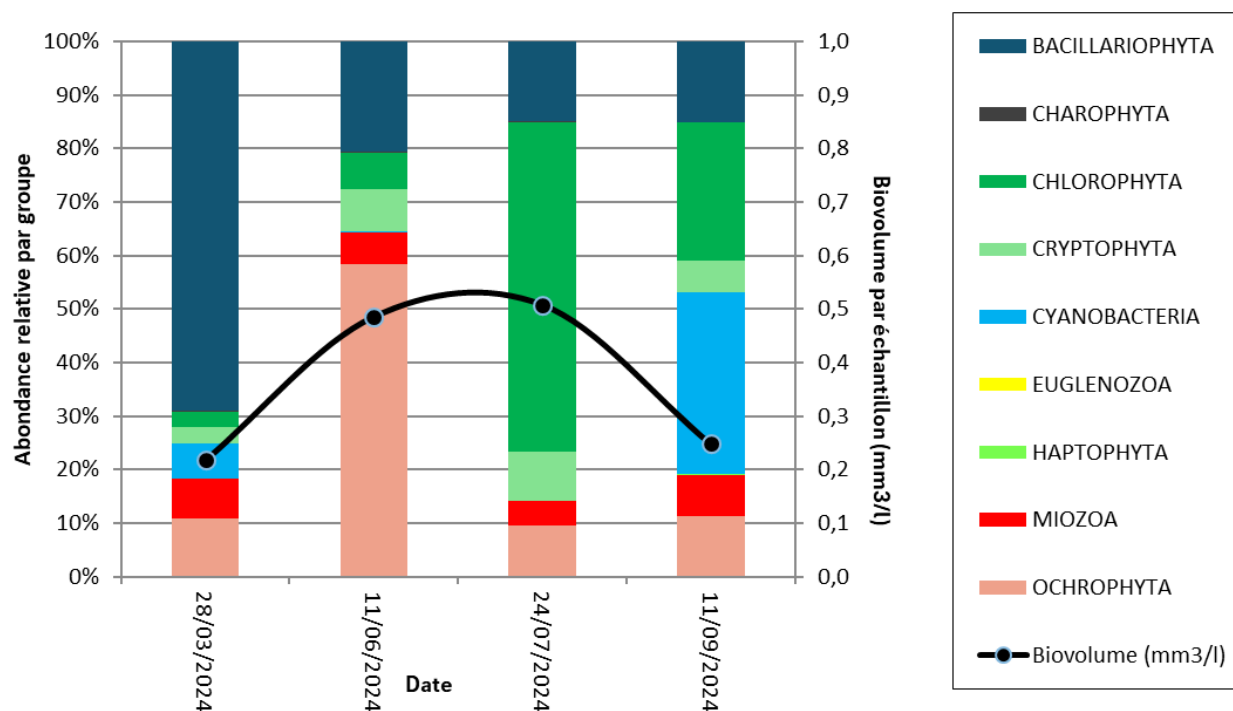 Abondance relative par groupe
100%
90%
80%
70%
60%
50%
40%
30%
20%
10%
0%
1,0
0,9
0,8
0,7
0,6
0,5
0,4
0,3
0,2
0,1
0,0
Biovolume par échantillon (mm3/l)
28/03/2024
11/06/2024
24/07/2024
11/09/2024
Date
BACILLARIOPHYTA
CHAROPHYTA
CHLOROPHYTA
CRYPTOPHYTA
CYANOBACTERIA
EUGLENOZOA
HAPTOPHYTA
MIOZOA
OCHROPHYTA
Biovolume (mm3/l)